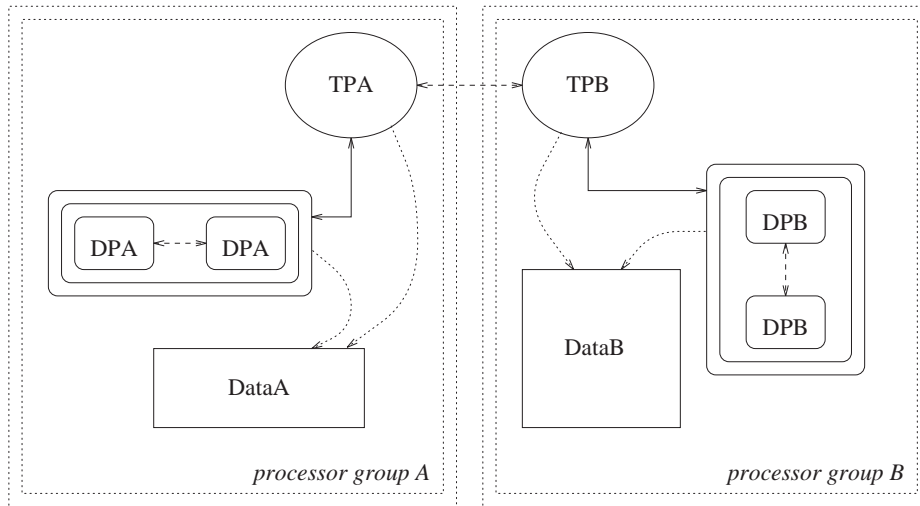 TPA
DPA
DPA
DataA
processor group A
TPB
DPB
DPB
DataB
processor group B